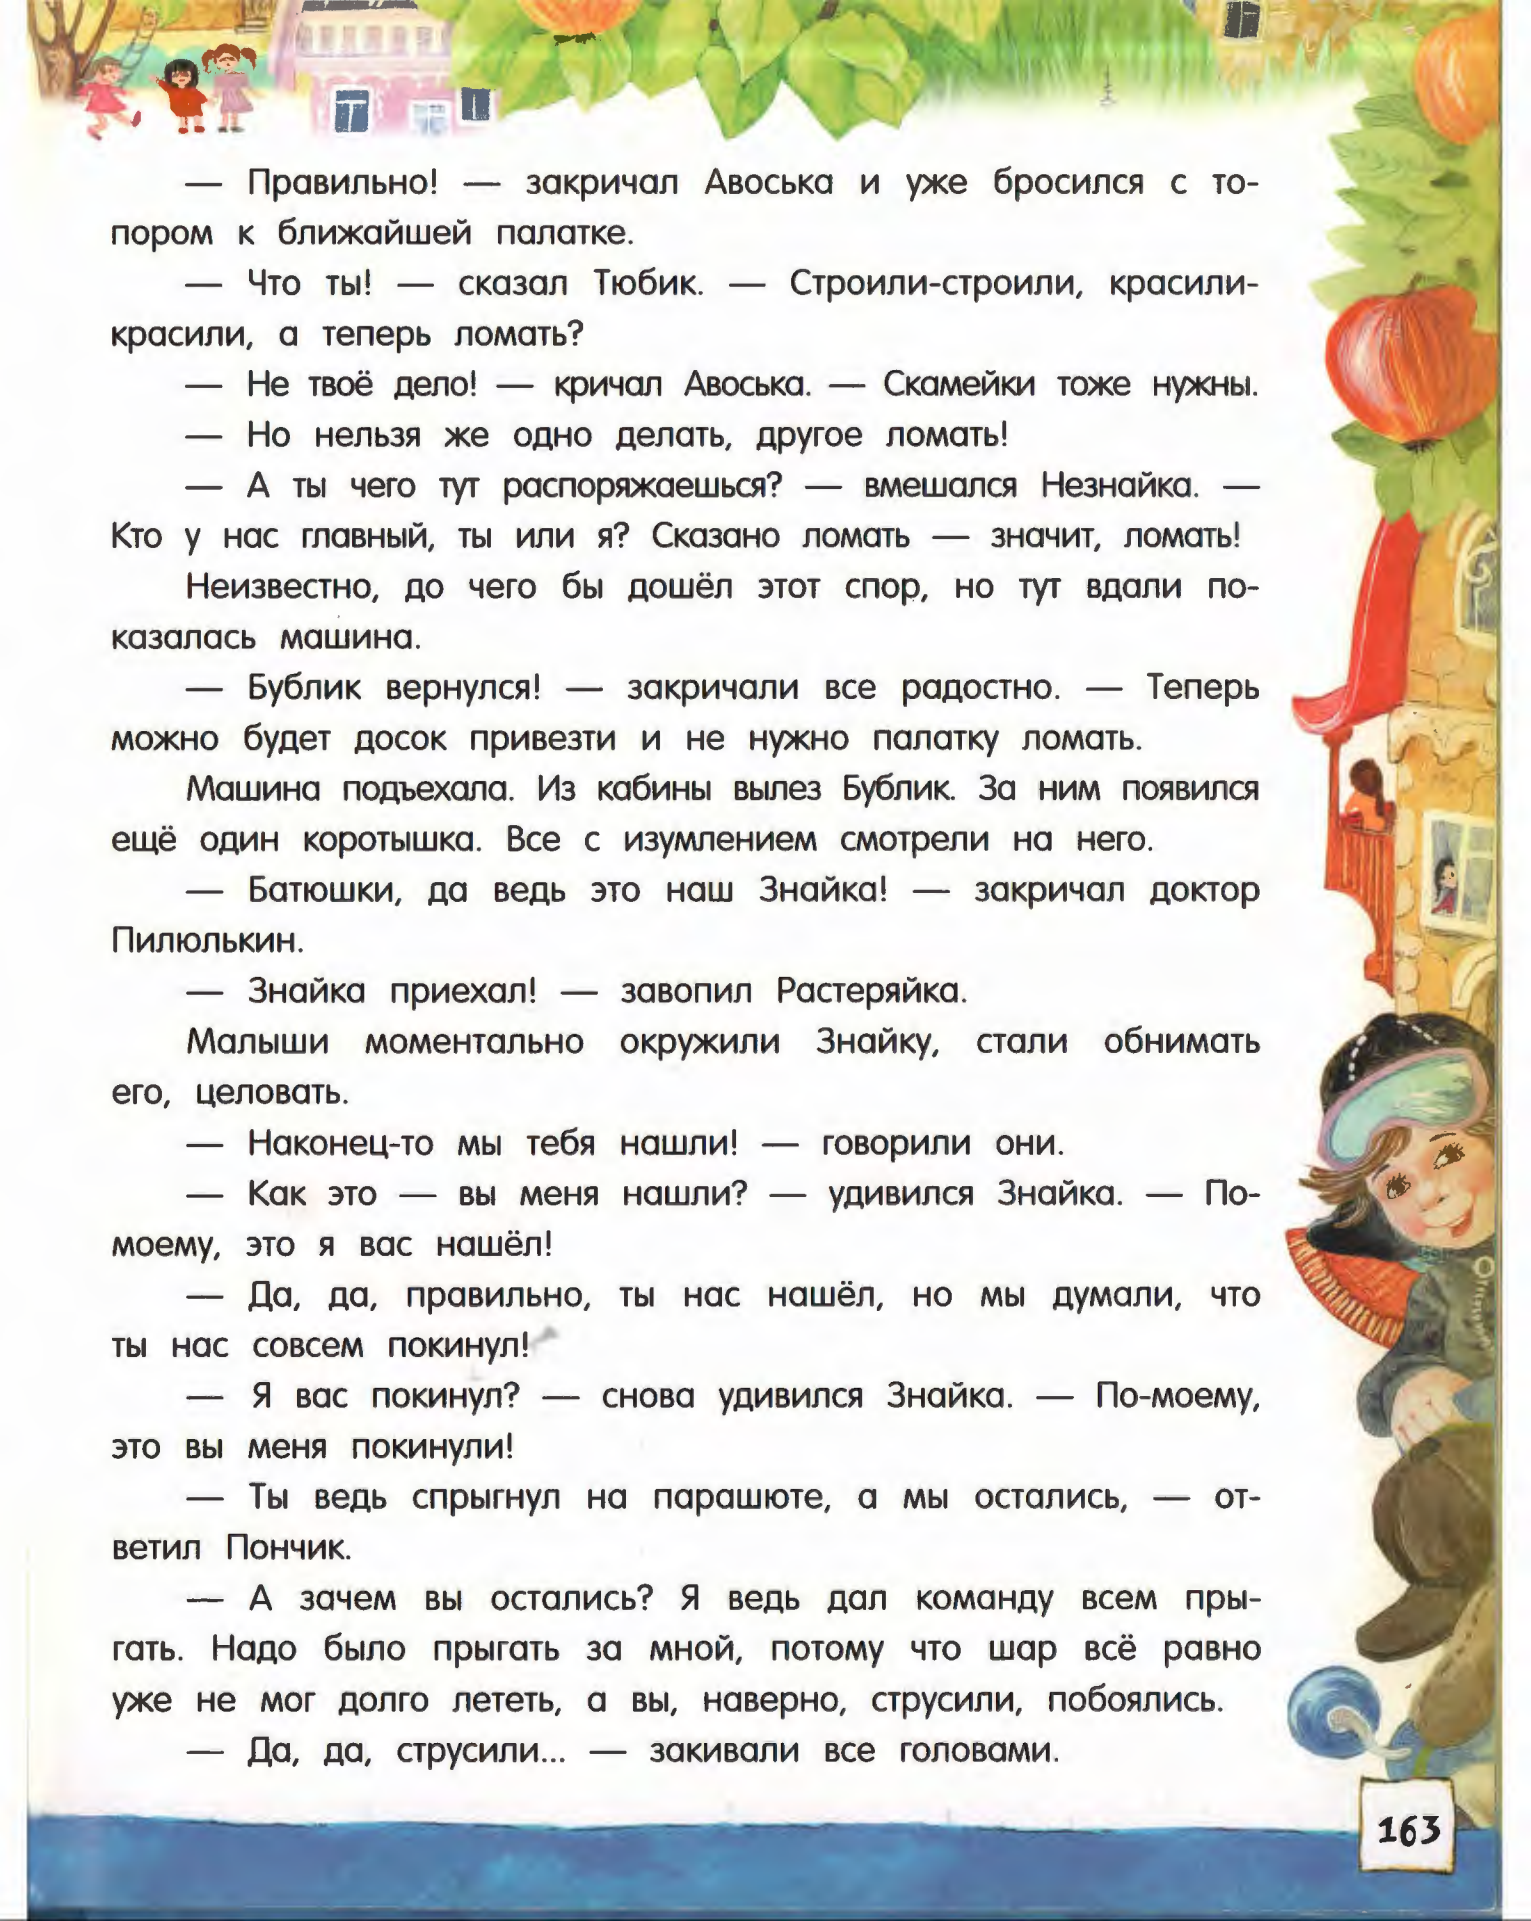 — Правильно! — закричал Авоська и уже бросился с то-
пором к ближайшей палатке.
— Что ты! — сказал Тюбик. — Строили-строили, красили-
красили, а теперь ломать?
— Не твоё дело! — кричал Авоська. — Скамейки тоже нужны.
— Но нельзя же одно делать, другое ломать!
— А ты чего тут распоряжаешься? — вмешался Незнайка. —
Кто у нас главный, ты или я? Сказано ломать — значит, ломать!
Неизвестно, до чего бы дошёл этот спор, но тут вдали по-
казалась машина.
— Бублик вернулся! — закричали все радостно. — Теперь
можно будет досок привезти и не нужно палатку ломать.
Машина подъехала. Из кабины вылез Бублик. За ним появился
ещё один коротышка. Все с изумлением смотрели на него.
— Батюшки, да ведь это наш Знайка! — закричал доктор
Пилюлькин.
— Знайка приехал! — завопил Растеряйка.
Малыши моментально окружили Знайку, стали обнимать
его, целовать.
— Наконец-то мы тебя нашли! — говорили они.
— Как это — вы меня нашли? — удивился Знайка. — По-
моему, это я вас нашёл!
— Да, да, правильно, ты нас нашёл, но мы думали, что
ты нас совсем покинул!
— Я вас покинул? — снова удивился Знайка. — По-моему,
это вы меня покинули!
— Ты ведь спрыгнул на парашюте, а мы остались, — от-
ветил Пончик.
— А зачем вы остались? Я ведь дал команду всем пры-
гать. Надо было прыгать за мной, потому что шар всё равно
уже не мог долго лететь, а вы, наверно, струсили, побоялись.
— Да, да, струсили... — закивали все головами.
163